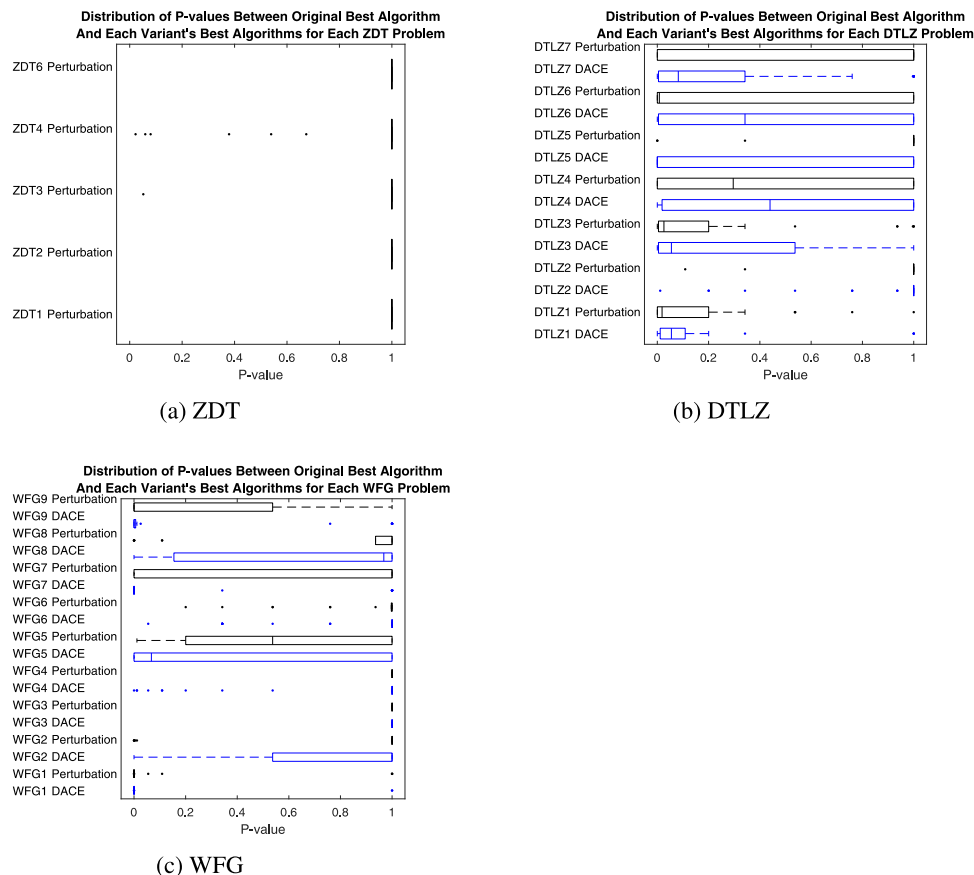 Distribution of P-values Between Original Best Algorithm
And Each Variant's Best Algorithms for Each ZDT Problem
ZDT6 Perturbation
ZDT4 Perturbation
ZDT3 Perturbation
ZDT2 Perturbation
ZDT1 Perturbation
0 0.2 0.4 0.6 0.8 1
P-value
(a) ZDT
Distribution of P-values Between Original Best Algorithm
And Each Variant's Best Algorithms for Each DTLZ Problem
DTLZ7 Perturbation
DTLZ7 DACE
DTLZ6 Perturbation
DTLZ6 DACE
DTLZ5 Perturbation
DTLZ5 DACE
DTLZ4 Perturbation
DTLZ4 DACE
DTLZ3 Perturbation
DTLZ3 DACE
DTLZ2 Perturbation
DTLZ2 DACE
DTLZ1 Perturbation
DTLZ1 DACE
0 0.2 0.4 0.6 0.8 1
P-value
(b) DTLZ
Distribution of P-values Between Original Best Algorithm
And Each Variant's Best Algorithms for Each WFG Problem
WFG9 Perturbation
WFG9 DACE
WFG8 Perturbation
WFG8 DACE
WFG7 Perturbation
WFG7 DACE
WFG6 Perturbation
WFG6 DACE
WFG5 Perturbation
WFG5 DACE
WFG4 Perturbation
WFG4 DACE
WFG3 Perturbation
WFG3 DACE
WFG2 Perturbation
WFG2 DACE
WFG1 Perturbation
WFG1 DACE
0 0.2 0.4 0.6 0.8 1
P-value
(c) WFG